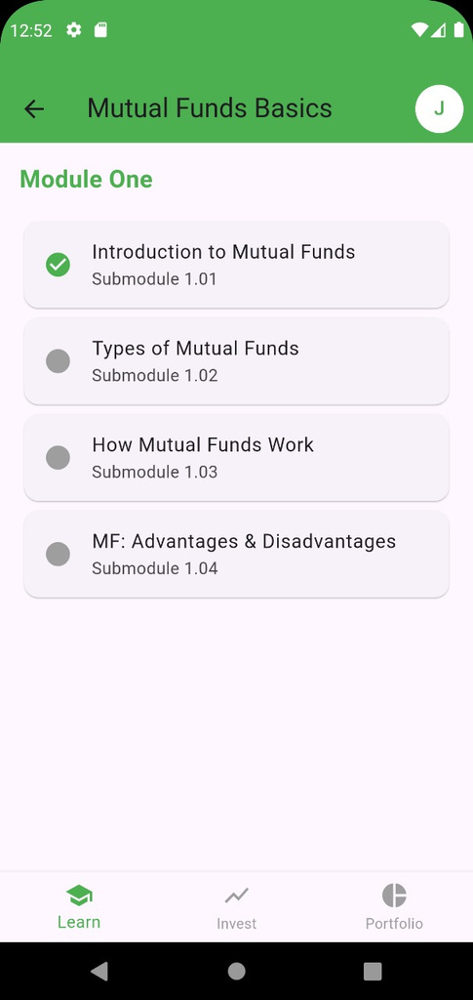 12:52
Mutual Funds Basics
J
Module One
Introduction to Mutual Funds
Submodule 1.01
Types of Mutual Funds
Submodule 1.02
How Mutual Funds Work
Submodule 1.03
MF: Advantages & Disadvantages
Submodule 1.04
Learn
Invest
Portfolio